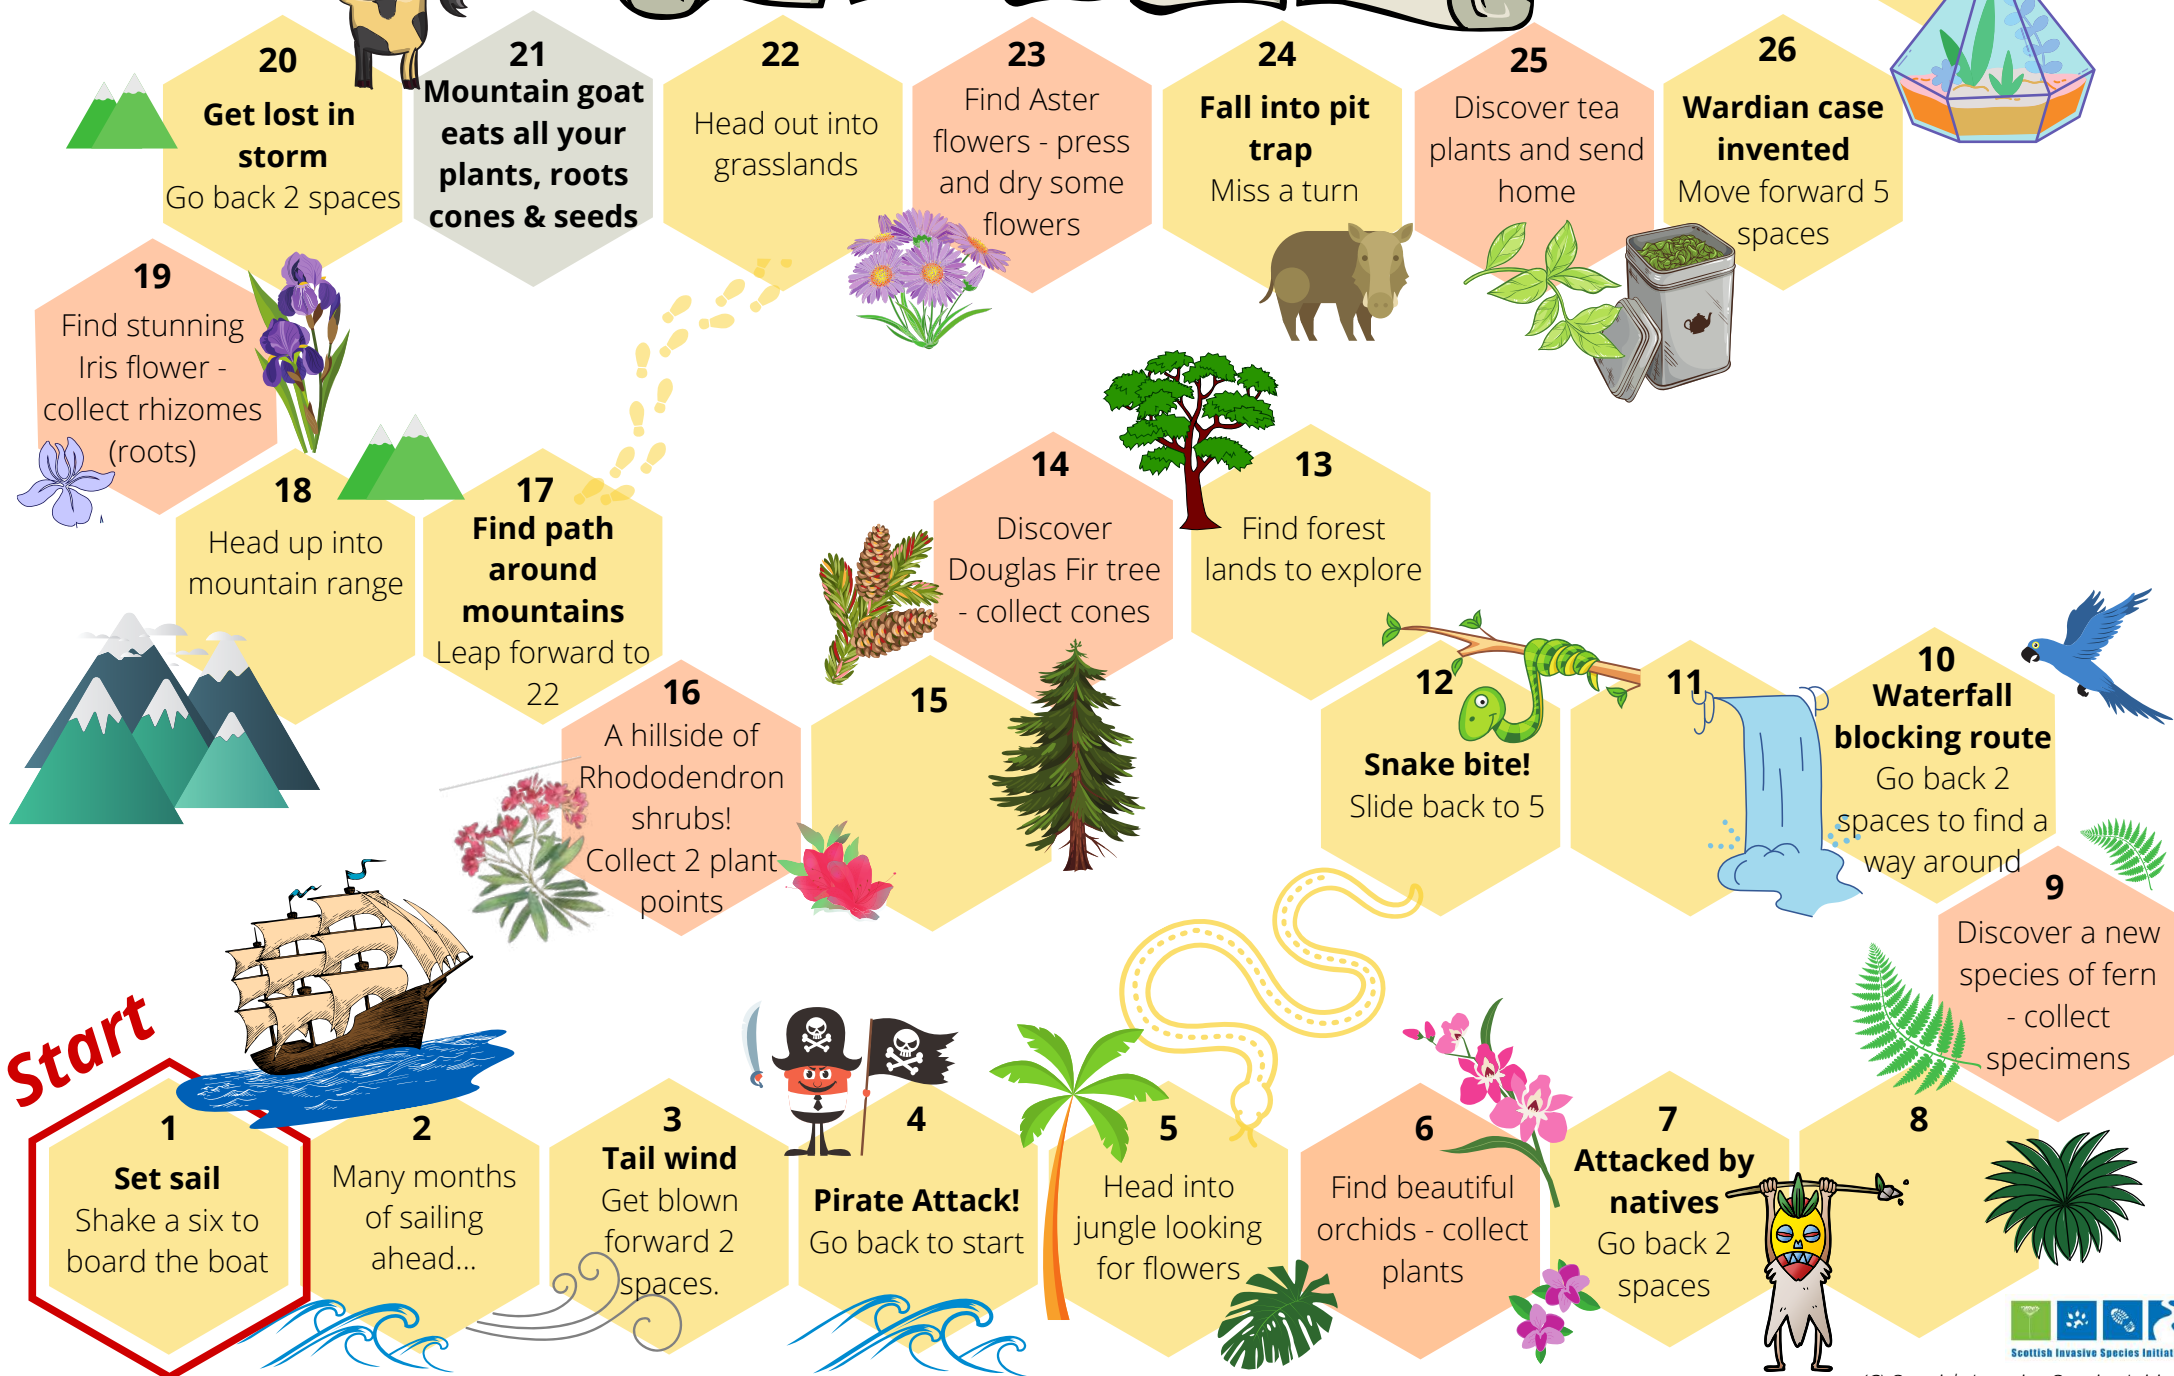 20
Get lost in
storm
Go back 2 spaces
21
Mountain goat
eats all your
plants, roots
cones & seeds
22
Head out into
grasslands
23
Find Aster
flowers - press
and dry some
flowers
24
Fall into pit
trap
Miss a turn
25
Discover tea
plants and send
home
26
Wardian case
invented
Move forward 5
spaces
19
Find stunning
Iris flower -
collect rhizomes
(roots)
18
Head up into
mountain range
17
Find path
around
mountains
Leap forward to
22
16
A hillside of
Rhododendron
shrubs!
Collect 2 plant
points
15
14
Discover
Douglas Fir tree
- collect cones
13
Find forest
lands to explore
12
Snake bite!
Slide back to 5
11
10
Waterfall
blocking route
Go back 2
spaces to find a
way around
9
Discover a new
species of fern
- collect
specimens
Start
1
Set sail
Shake a six to
board the boat
2
Many months
of sailing
ahead...
3
Tail wind
Get blown
forward 2
spaces.
4
Pirate Attack!
Go back to start
5
Head into
jungle looking
for flowers
6
Find beautiful
orchids - collect
plants
7
Attacked by
natives
Go back 2
spaces
8
Scottish Invasive Species Initiat